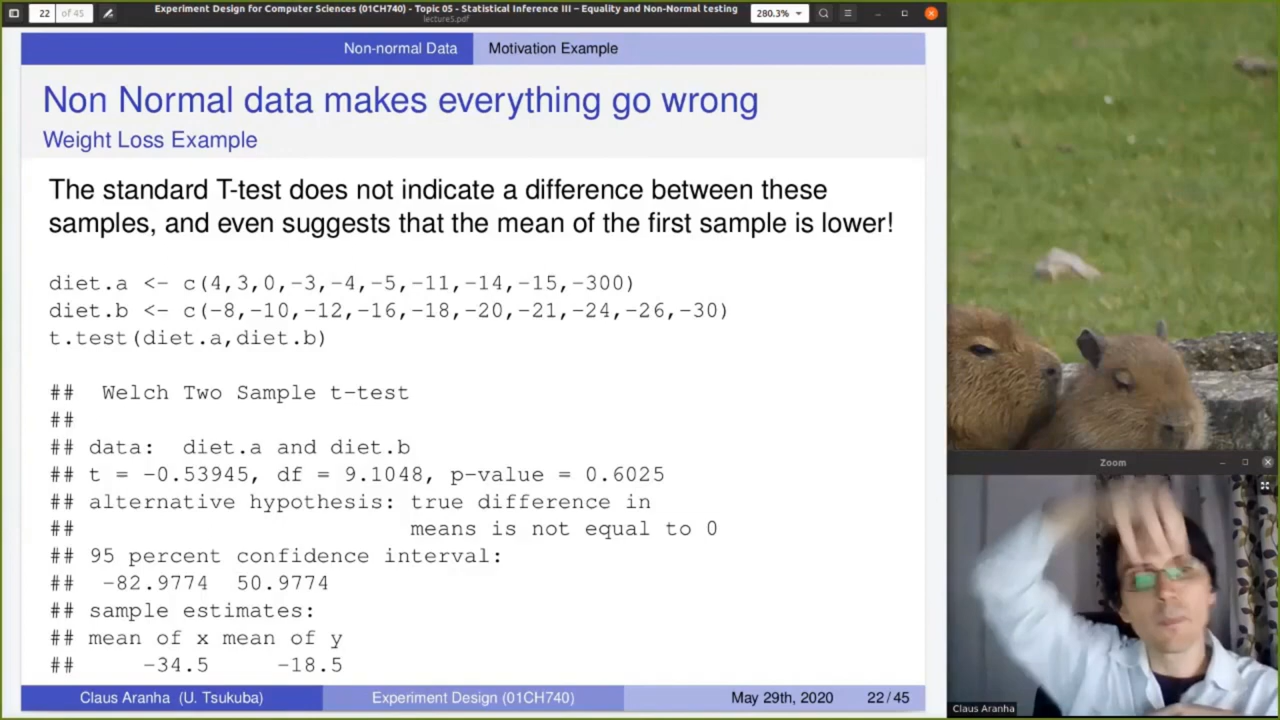 22 of 45
Experiment Design for Computer Sciences (01CH740) - Topic 05 - Statistical Inference III – Equality and Non-Normal testing
lecture5.pdf
280.3%
Non-normal Data
Motivation Example
Non Normal data makes everything go wrong
Weight Loss Example
The standard T-test does not indicate a difference between these
samples, and even suggests that the mean of the first sample is lower!
diet.a <- c(4,3,0,-3,-4,-5,-11,-14,-15,-300)
diet.b <- c(-8,-10,-12,-16,-18,-20,-21,-24,-26,-30)
t.test(diet.a,diet.b)
##  Welch Two Sample t-test
##
## data:  diet.a and diet.b
## t = -0.53945, df = 9.1048, p-value = 0.6025
## alternative hypothesis: true difference in
##                         means is not equal to 0
## 95 percent confidence interval:
##  -82.9774  50.9774
## sample estimates:
## mean of x mean of y
##     -34.5     -18.5
Claus Aranha (U. Tsukuba)
Experiment Design (01CH740)
May 29th, 2020
22 / 45
Zoom
Claus Aranha